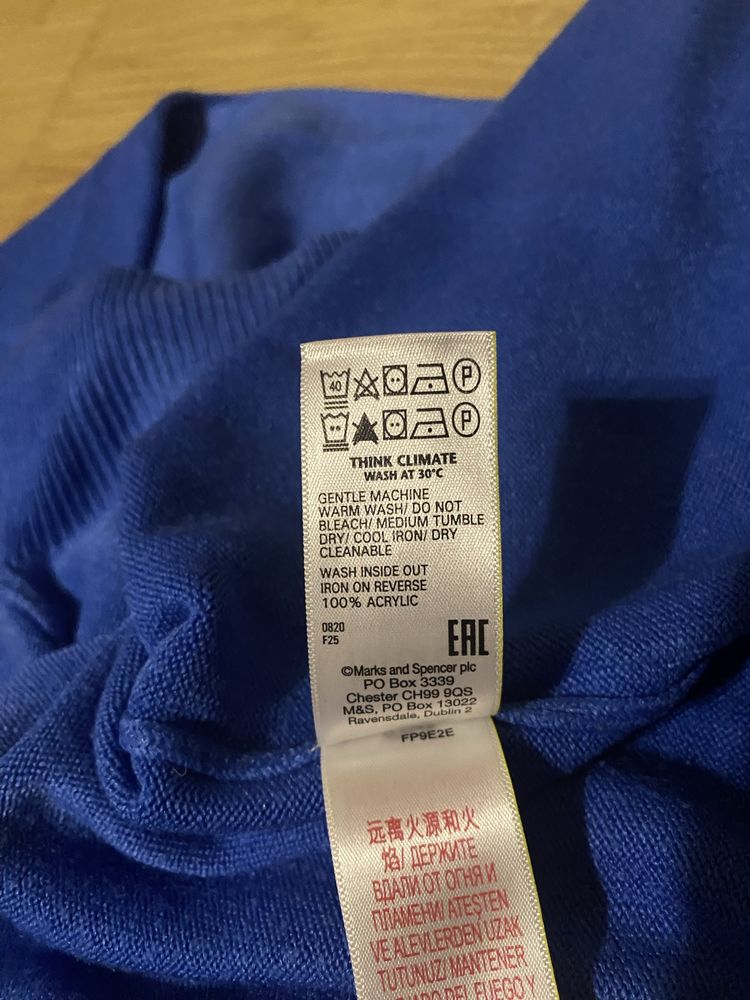 40 P
P
THINK CLIMATE
WASH AT 30°C
GENTLE MACHINE
WARM WASH/ DO NOT
BLEACH/ MEDIUM TUMBLE
DRY/ COOL IRON/ DRY
CLEANABLE
WASH INSIDE OUT
IRON ON REVERSE
100% ACRYLIC
0820
F25
EAC
©Marks and Spencer plc
PO Box 3339
Chester CH99 9QS
M&S, PO Box 13022
Ravensdale, Dublin 2
FP9E2E
远离火源和火
焰/ ДЕРЖИТЕ
ВДАЛИ ОТ ОГНЯ И
ПЛАМЕНИ/ ATEŞTEN
VE ALEVLERDEN UZAK
TUTUNUZ/ MANTENER
DEL FUEGO Y